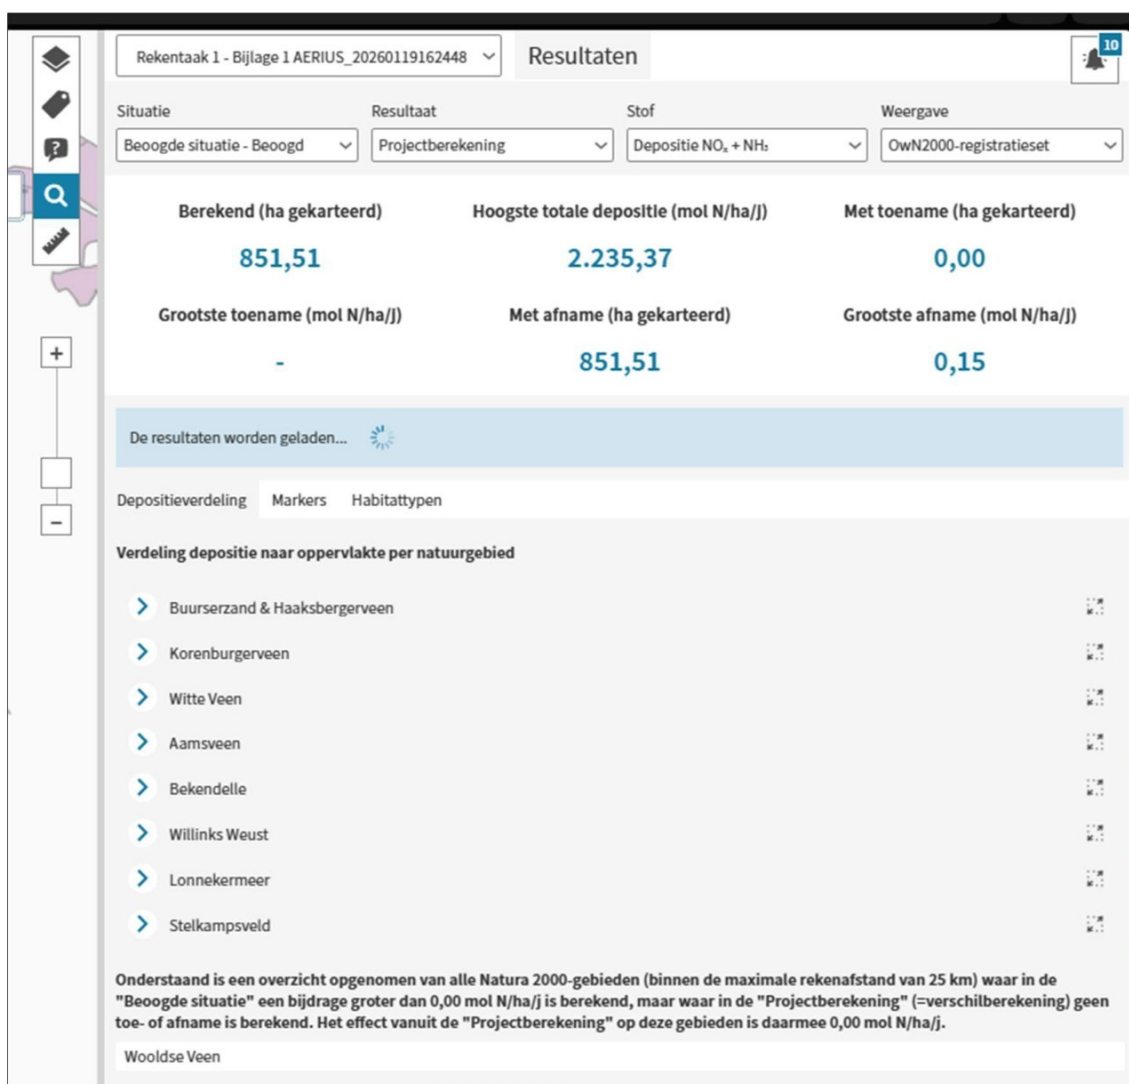 Rekentaak 1 - Bijlage 1 AERIUS_20260119162448
Resultaten
10
Situatie
Resultaat
Stof
Weergave
Beoogde situatie - Beoogd
Projectberekening
Depositie NOₓ + NH₃
OwN2000-registratieset
Berekend (ha gekarteerd)
Hoogste totale depositie (mol N/ha/j)
Met toename (ha gekarteerd)
851,51
2.235,37
0,00
Grootste toename (mol N/ha/j)
Met afname (ha gekarteerd)
Grootste afname (mol N/ha/j)
-
851,51
0,15
De resultaten worden geladen...
Depositieverdeling
Markers
Habitattypen
Verdeling depositie naar oppervlakte per natuurgebied
Buurserzand & Haaksbergerveen
Korenburgerveen
Witte Veen
Aamsveen
Bekendelle
Willinks Weust
Lonnekermeer
Stelkampsveld
Onderstaand is een overzicht opgenomen van alle Natura 2000-gebieden (binnen de maximale rekenafstand van 25 km) waar in de
"Beoogde situatie" een bijdrage groter dan 0,00 mol N/ha/j is berekend, maar waar in de "Projectberekening" (=verschilberekening) geen
toe- of afname is berekend. Het effect vanuit de "Projectberekening" op deze gebieden is daarmee 0,00 mol N/ha/j.
Wooldse Veen